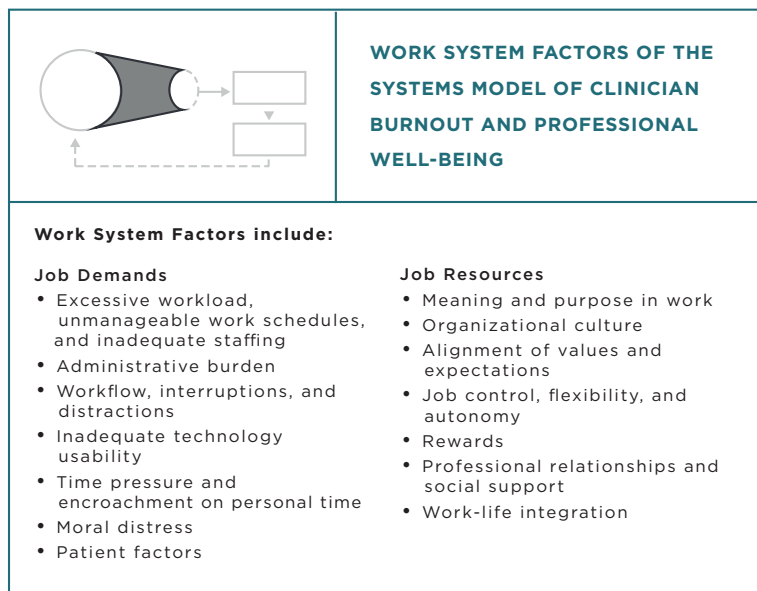 WORK SYSTEM FACTORS OF THE
SYSTEMS MODEL OF CLINICIAN
BURNOUT AND PROFESSIONAL
WELL-BEING
Work System Factors include:
Job Demands
• Excessive workload,
unmanageable work schedules,
and inadequate staffing
• Administrative burden
• Workflow, interruptions, and
distractions
• Inadequate technology
usability
• Time pressure and
encroachment on personal time
• Moral distress
• Patient factors
Job Resources
• Meaning and purpose in work
• Organizational culture
• Alignment of values and
expectations
• Job control, flexibility, and
autonomy
• Rewards
• Professional relationships and
social support
• Work-life integration